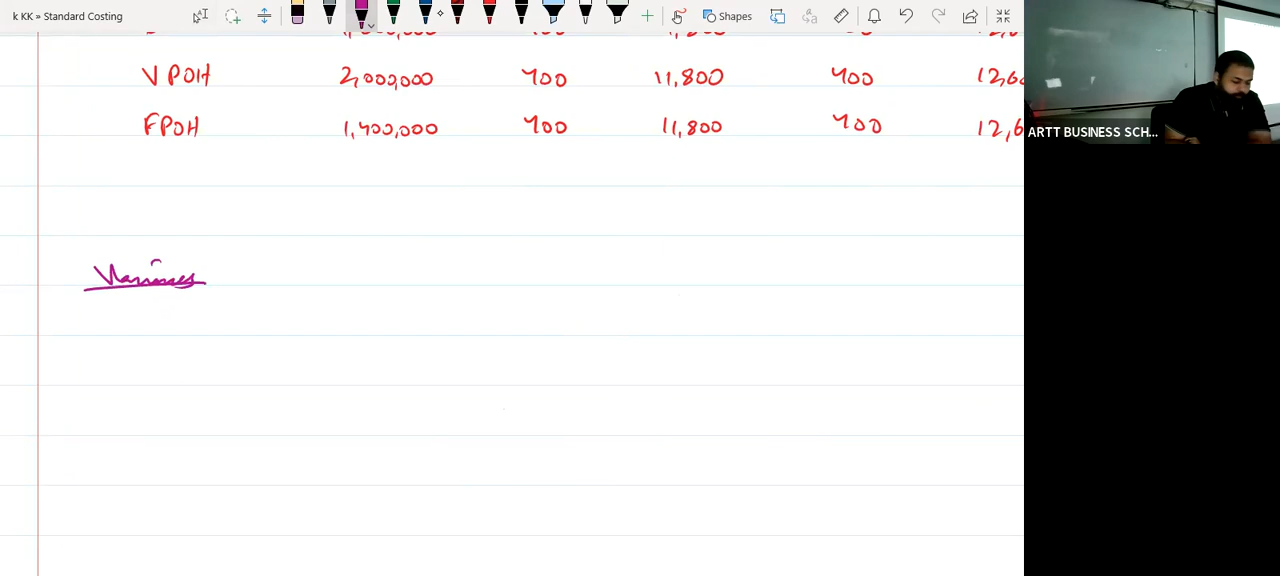 k KK » Standard Costing
Shapes
VPOH 2,000,000 400 11,800 400
FPOH 1,400,000 400 11,800 400
Variances
ARTT BUSINESS SCH...